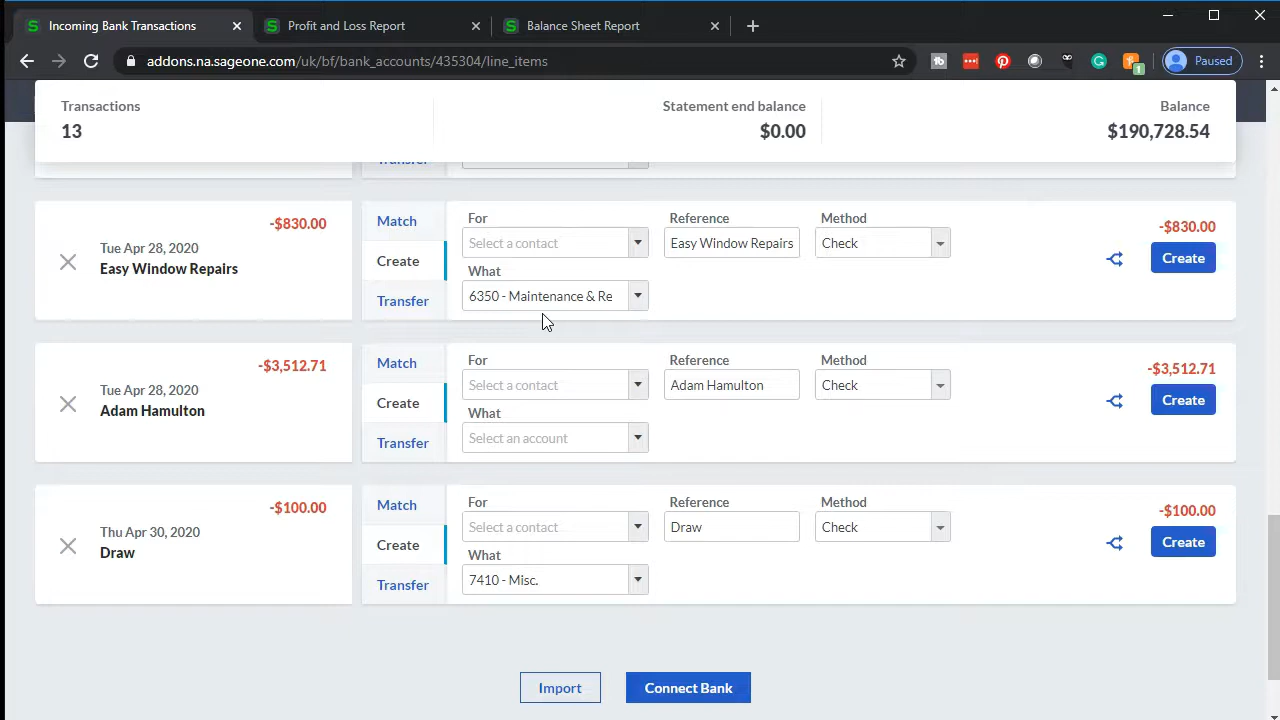 Incoming Bank Transactions
Profit and Loss Report
Balance Sheet Report
addons.na.sageone.com/uk/bf/bank_accounts/435304/line_items
Paused
Transactions
13
Statement end balance
$0.00
Balance
$190,728.54
Transfer
-$830.00
Tue Apr 28, 2020
Easy Window Repairs
Match
Create
Transfer
For
Select a contact
What
6350 - Maintenance & Re
Reference
Easy Window Repairs
Method
Check
-$830.00
Create
-$3,512.71
Tue Apr 28, 2020
Adam Hamulton
Match
Create
Transfer
For
Select a contact
What
Select an account
Reference
Adam Hamulton
Method
Check
-$3,512.71
Create
-$100.00
Thu Apr 30, 2020
Draw
Match
Create
Transfer
For
Select a contact
What
7410 - Misc.
Reference
Draw
Method
Check
-$100.00
Create
Import
Connect Bank